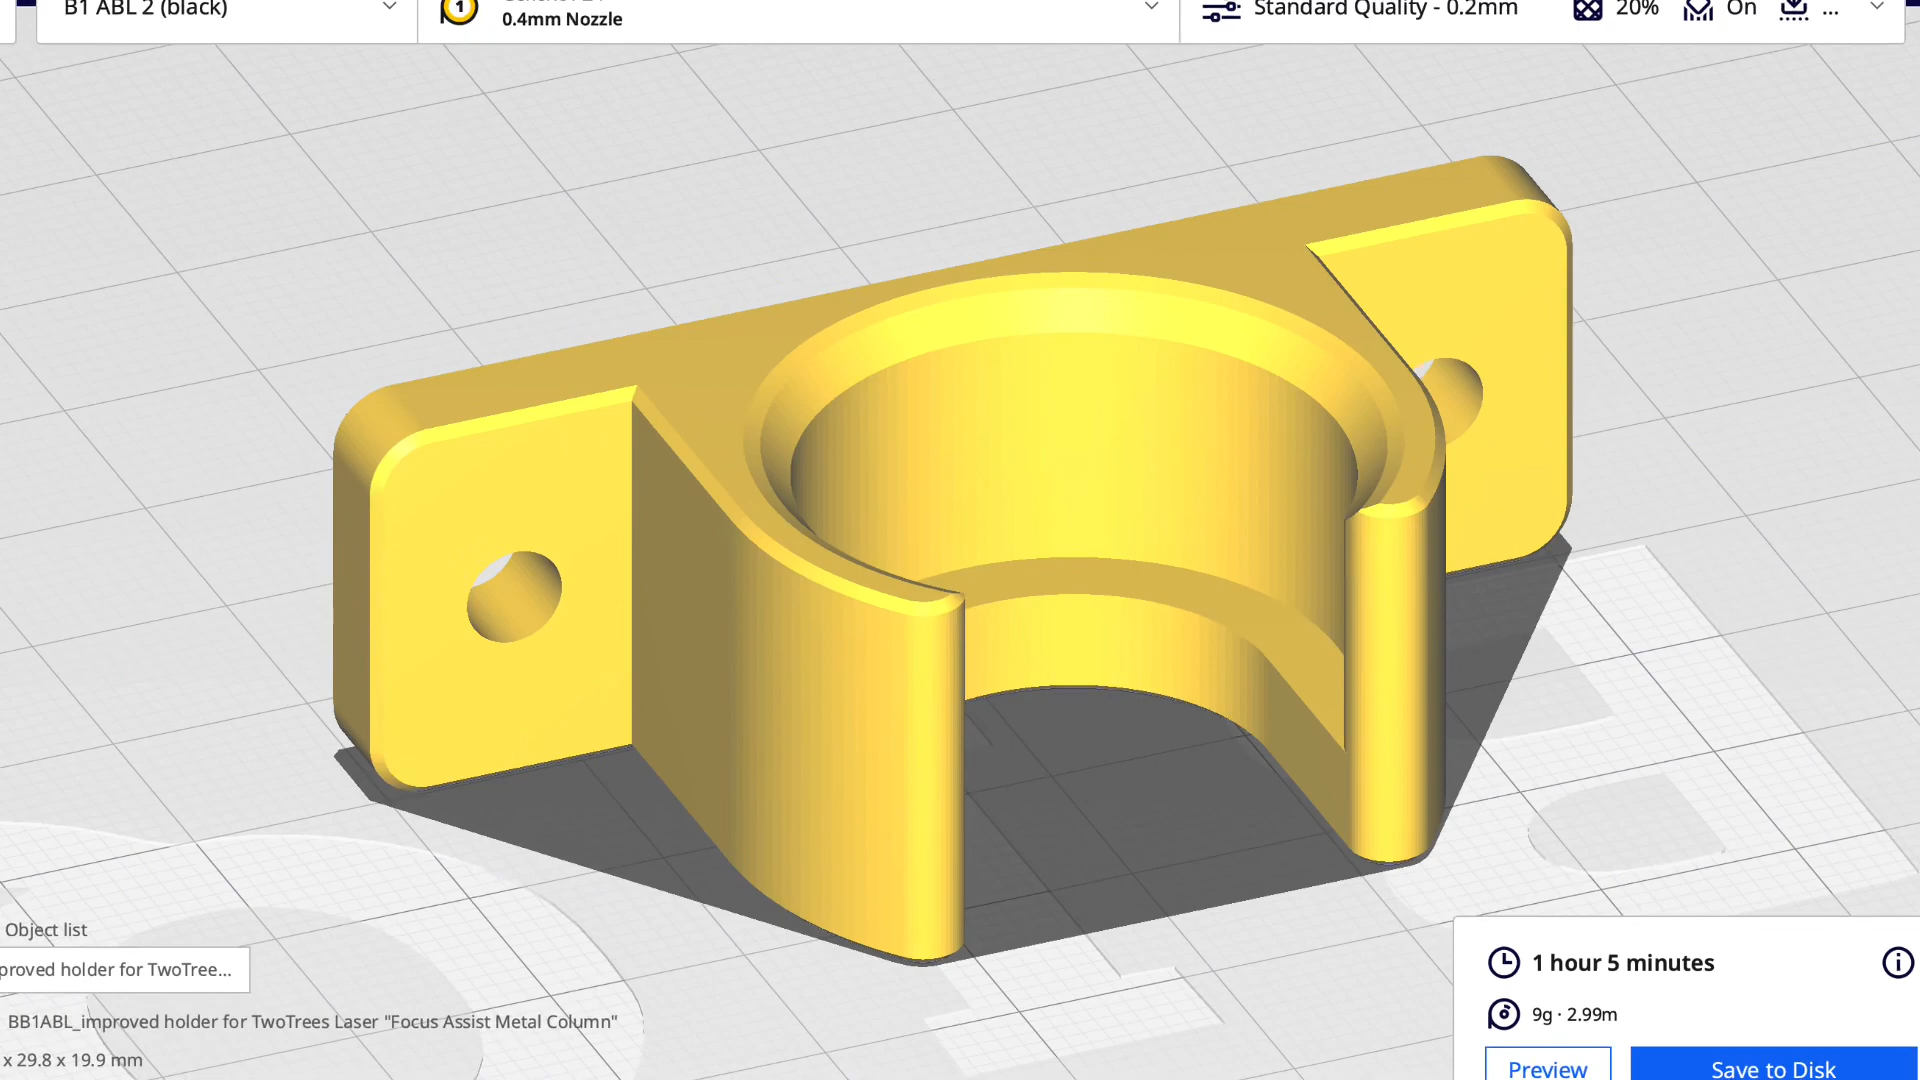 B1 ABL 2 (black)
1
0.4mm Nozzle
Standard Quality - 0.2mm
20%
On
...
Object list
proved holder for TwoTree...
BB1ABL_improved holder for TwoTrees Laser "Focus Assist Metal Column"
x 29.8 x 19.9 mm
1 hour 5 minutes
9g · 2.99m
Preview
Save to Disk